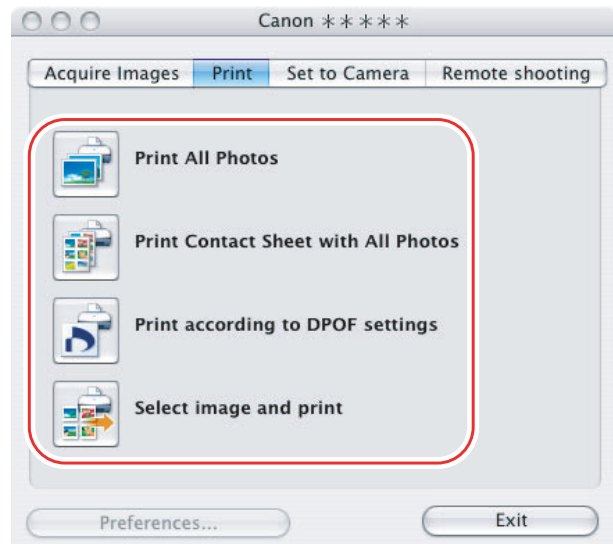 Canon ＊＊＊＊＊
Acquire Images Print Set to Camera Remote shooting
Print All Photos
Print Contact Sheet with All Photos
Print according to DPOF settings
Select image and print
Preferences... Exit